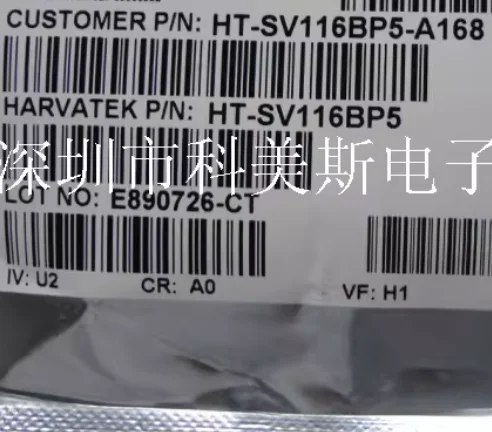 CUSTOMER P/N: HT-SV116BP5-A168
HARVATEK P/N: HT-SV116BP5
深圳市科美斯电子
LOT NO: E890726-CT
IV: U2 CR: A0 VF: H1